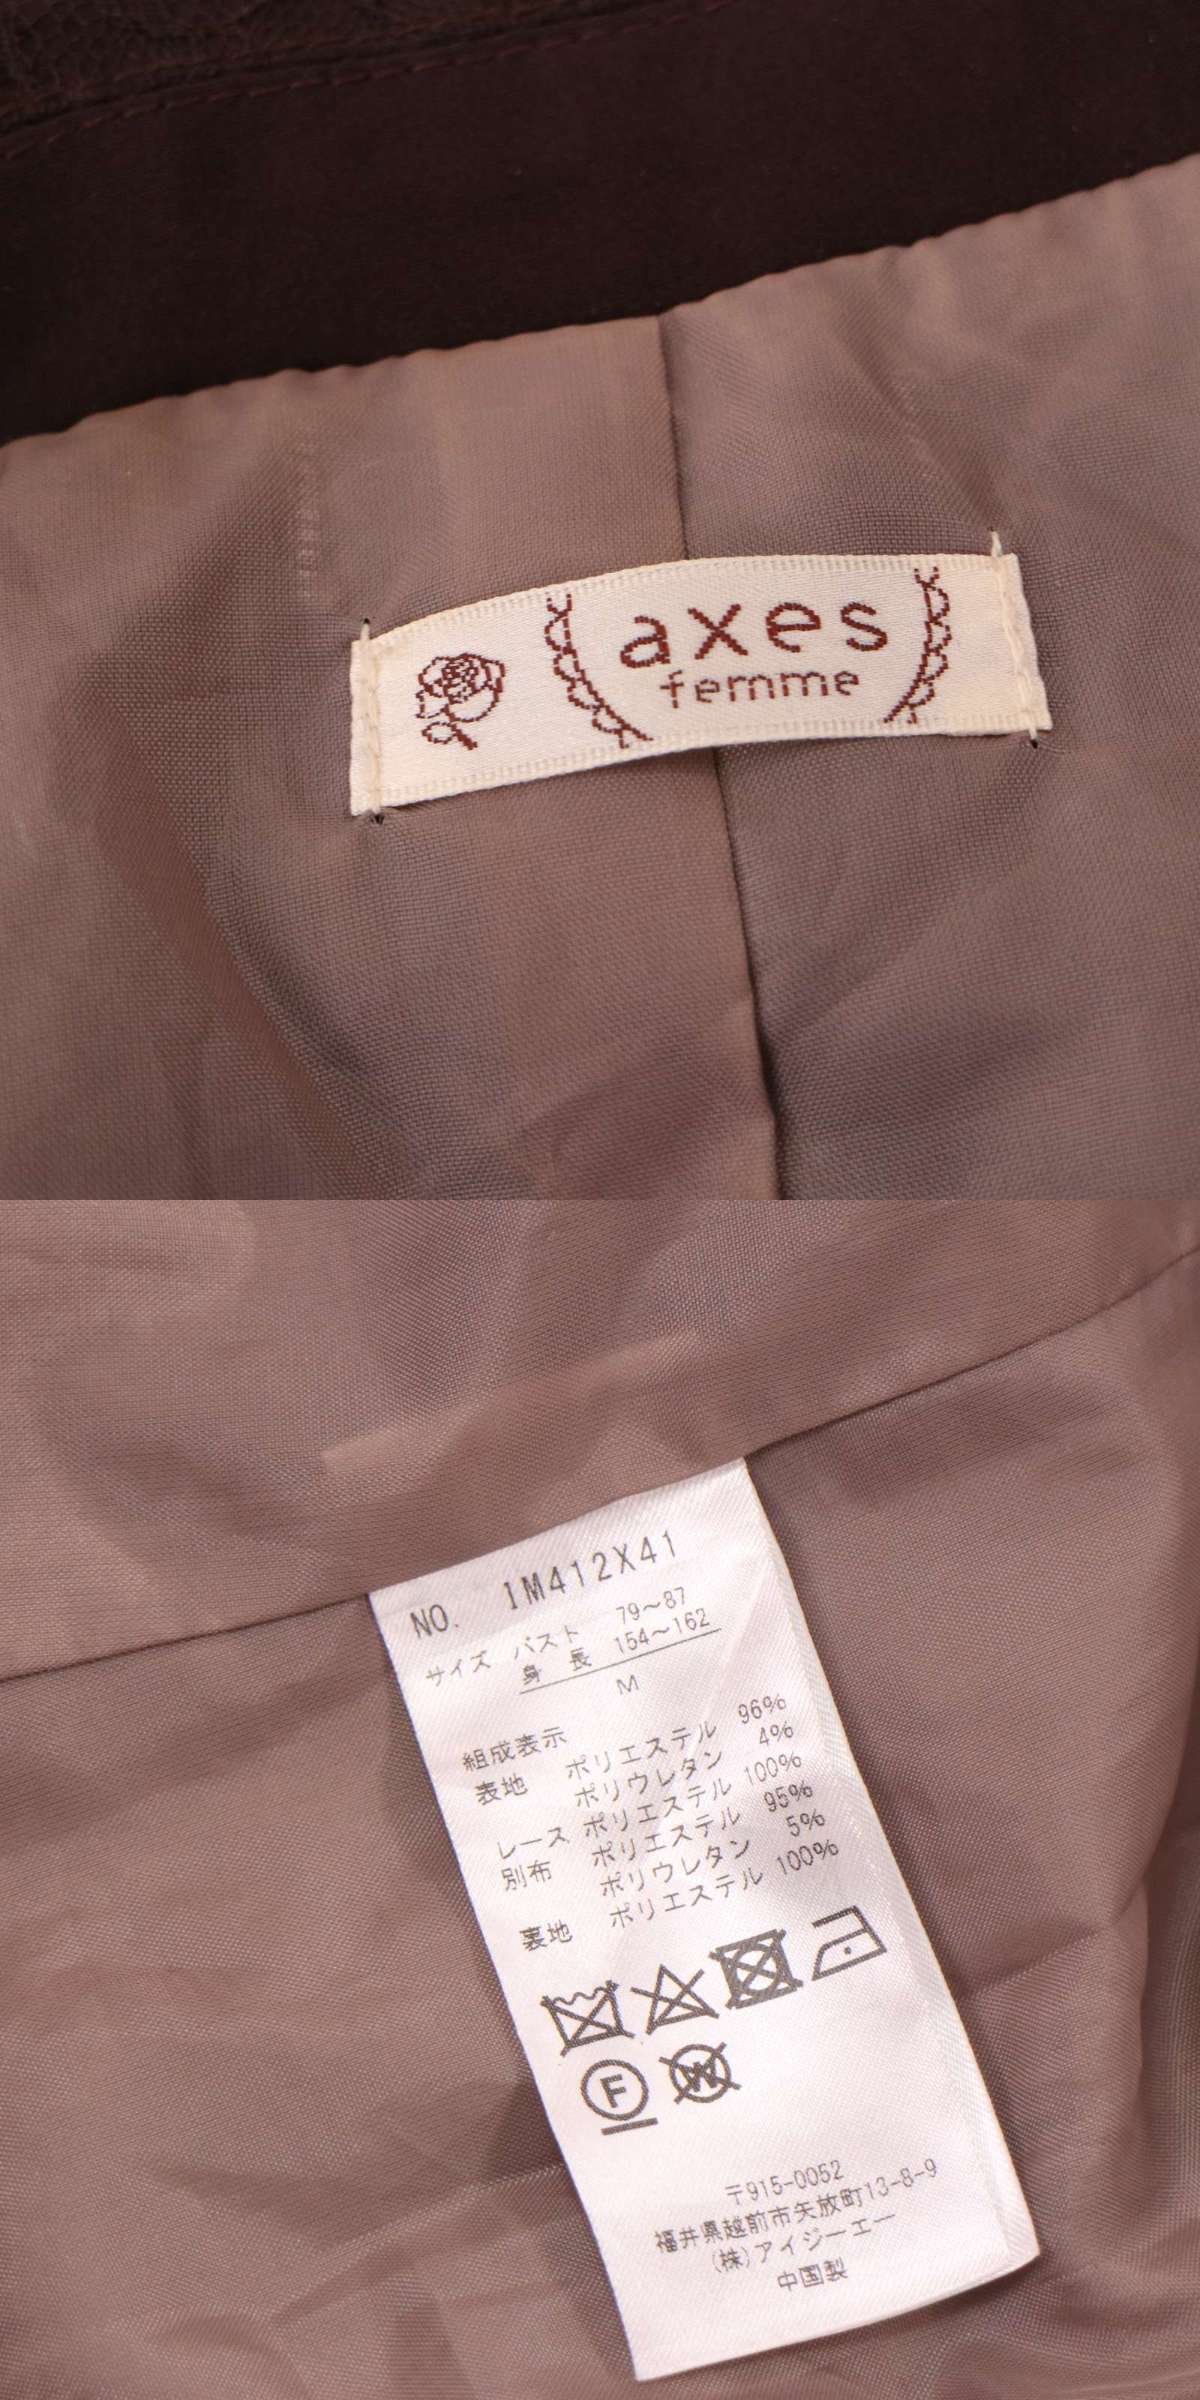 axes
femme
NO. 1M412X41
サイズ バスト 79～87
身長 154～162
M
組成表示
表地 ポリエステル 96%
ポリウレタン 4%
レース ポリエステル 100%
別布 ポリエステル 95%
ポリウレタン 5%
裏地 ポリエステル 100%
F
W
〒915-0052
福井県越前市矢放町13-8-9
(株)アイジーエー
中国製